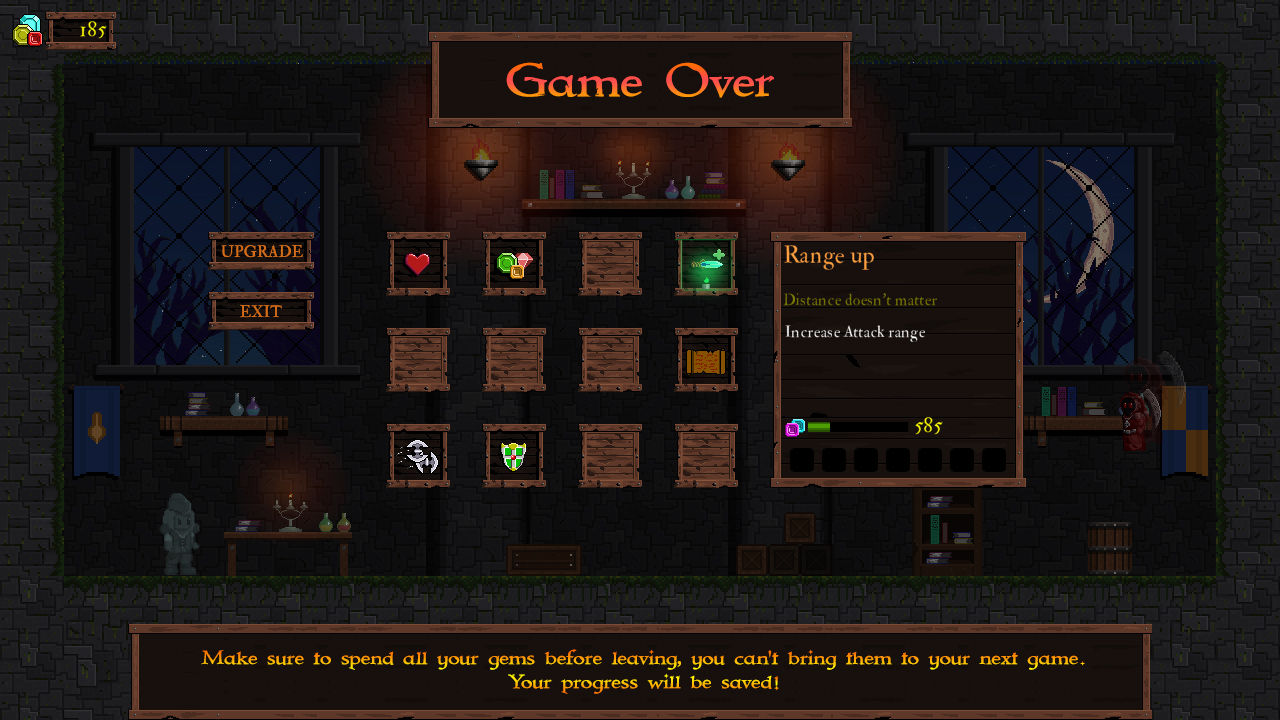 185
Game Over
UPGRADE
EXIT
Range up
Distance doesn't matter
Increase Attack range
585
Make sure to spend all your gems before leaving, you can't bring them to your next game.
Your progress will be saved!